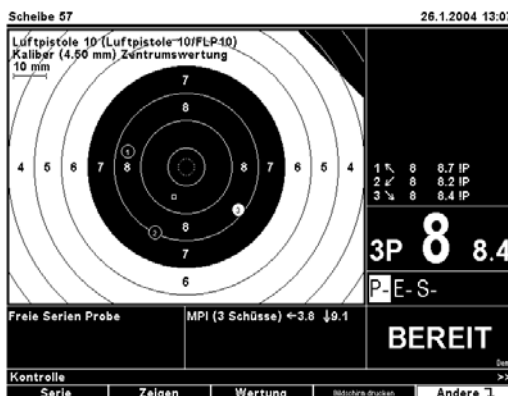 Scheibe 57
26.1.2004 13:07
Luftpistole 10 (Luftpistole 10/FLP10)
Kaliber (4.50 mm) Zentrumswertung
10 mm
7
8
1
4 5 6 7 8 8 7 6 5 4
3
2
8
7
6
1 ↖ 8 8.7 !P
2 ↙ 8 8.2 !P
3 ↘ 8 8.4 !P
3P 8 8.4
P- E- S-
Freie Serien Probe
MPI (3 Schüsse) ←3.8 ↓9.1
BEREIT
Kontrolle
>>
Serie Zeigen Wertung Bildschirm drucken Andere